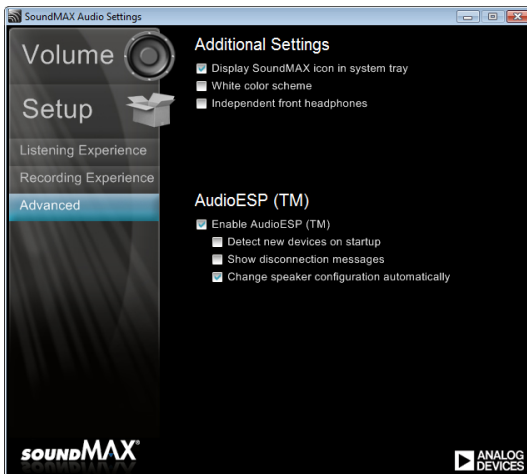 SoundMAX Audio Settings
Volume
Setup
Listening Experience
Recording Experience
Advanced
Additional Settings
Display SoundMAX icon in system tray
White color scheme
Independent front headphones
AudioESP (TM)
Enable AudioESP (TM)
Detect new devices on startup
Show disconnection messages
Change speaker configuration automatically
SOUNDMAX®
ANALOG
DEVICES